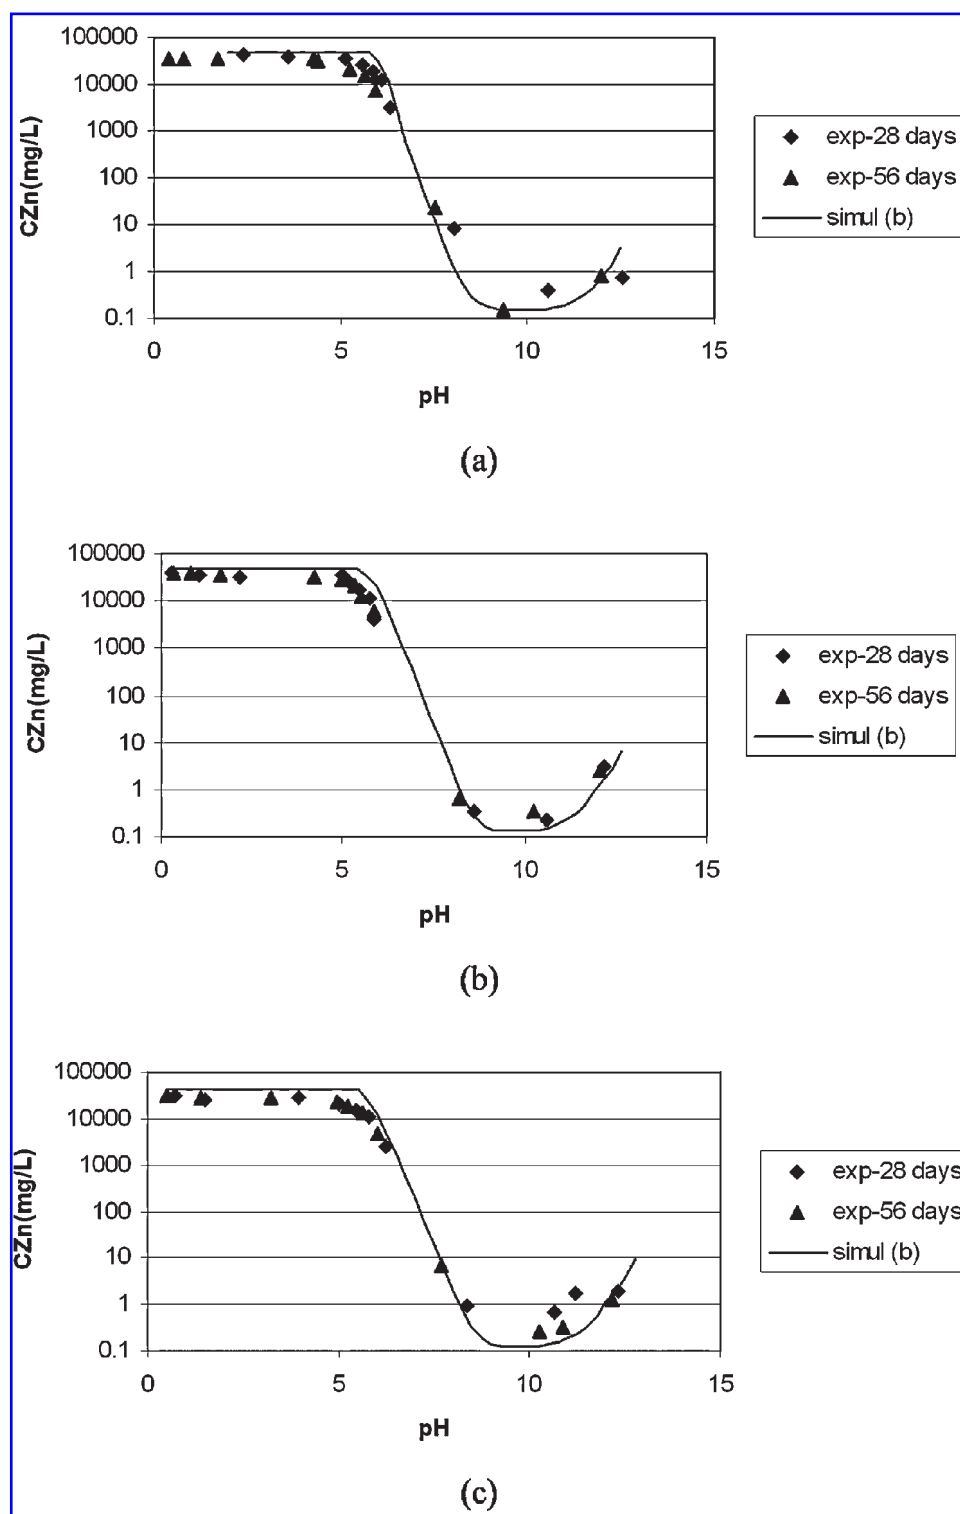 100000
10000
1000
100
10
1
0.1
CZn(mg/L)
0 5 10 15
pH
exp-28 days
exp-56 days
simul (b)
(a)
100000
10000
1000
100
10
1
0.1
CZn(mg/L)
0 5 10 15
pH
exp-28 days
exp-56 days
simul (b)
(b)
100000
10000
1000
100
10
1
0.1
CZn(mg/L)
0 5 10 15
pH
exp-28 days
exp-56 days
simul (b)
(c)